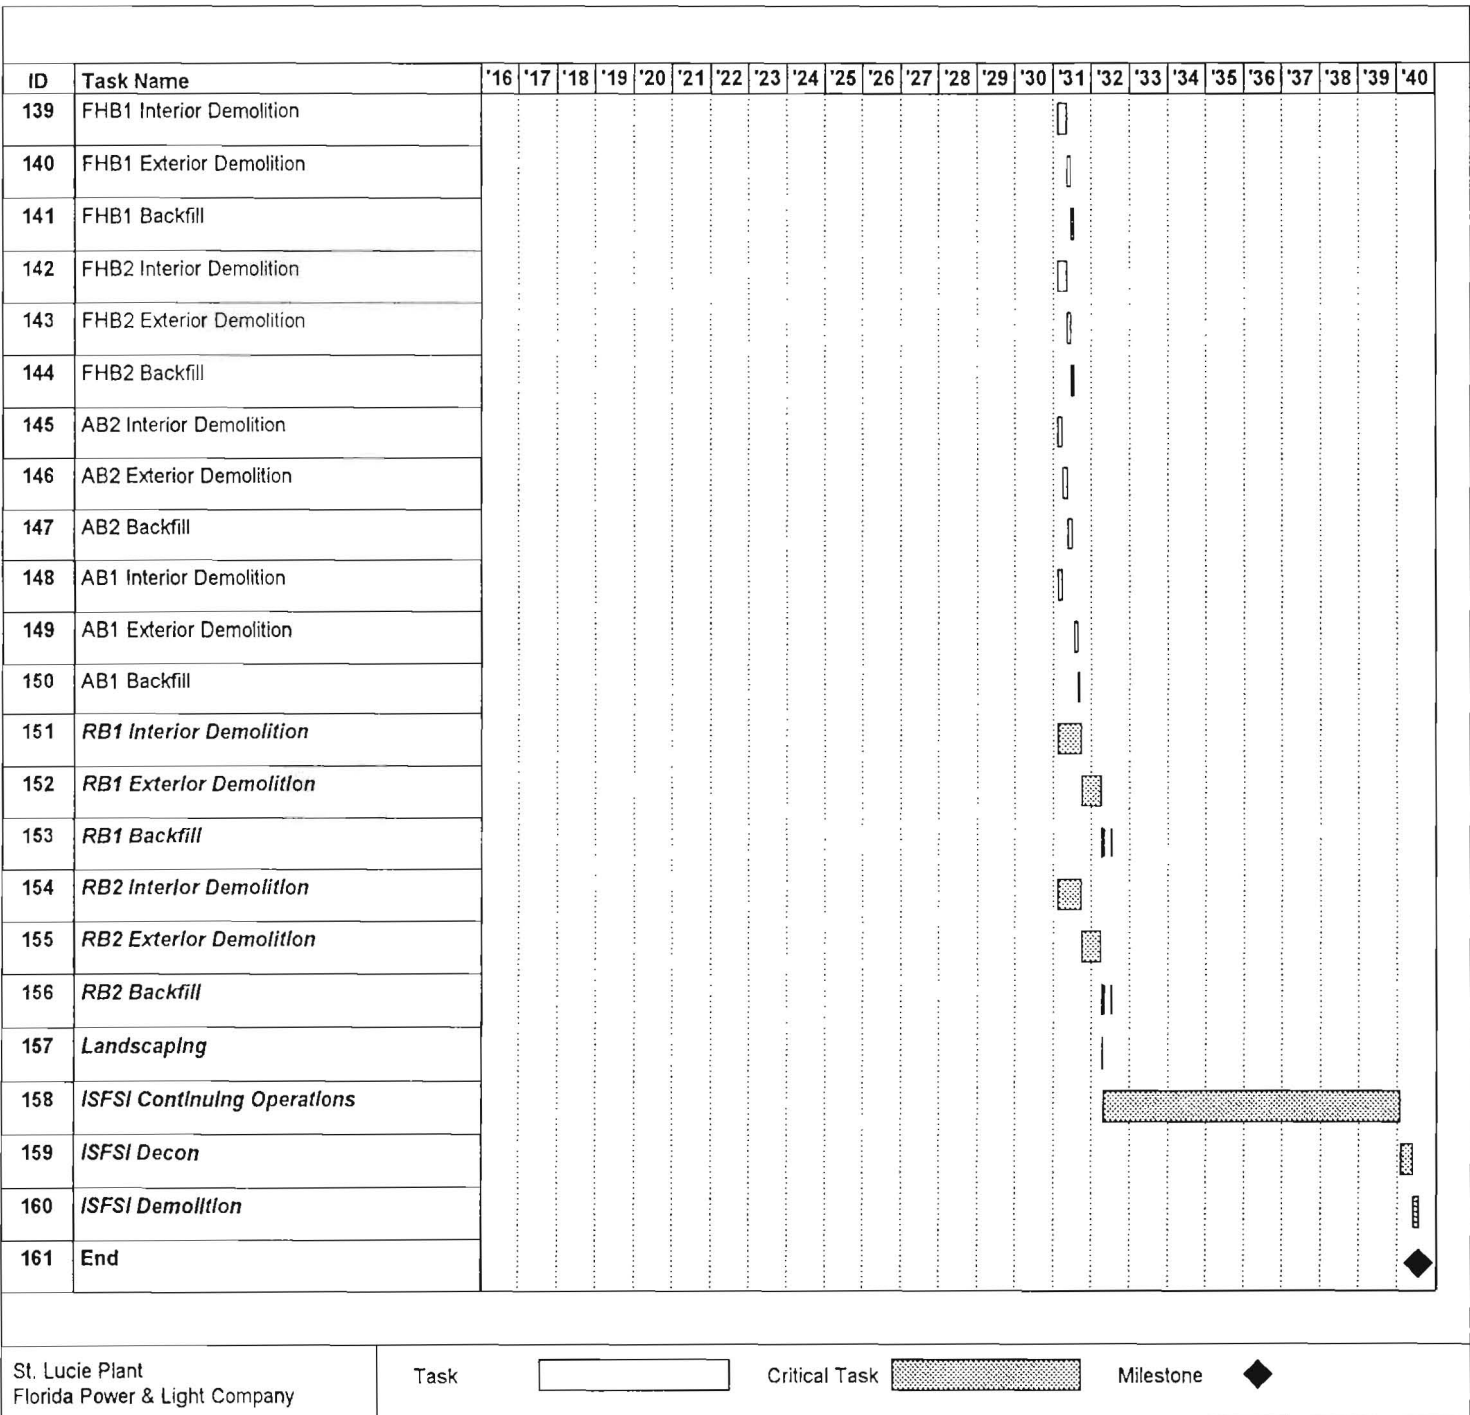 ID Task Name '16 '17 '18 '19 '20 '21 '22 '23 '24 '25 '26 '27 '28 '29 '30 '31 '32 '33 '34 '35 '36 '37 '38 '39 '40
139 FHB1 Interior Demolition
140 FHB1 Exterior Demolition
141 FHB1 Backfill
142 FHB2 Interior Demolition
143 FHB2 Exterior Demolition
144 FHB2 Backfill
145 AB2 Interior Demolition
146 AB2 Exterior Demolition
147 AB2 Backfill
148 AB1 Interior Demolition
149 AB1 Exterior Demolition
150 AB1 Backfill
151 RB1 Interior Demolition
152 RB1 Exterior Demolition
153 RB1 Backfill
154 RB2 Interior Demolition
155 RB2 Exterior Demolition
156 RB2 Backfill
157 Landscaping
158 ISFSI Continuing Operations
159 ISFSI Decon
160 ISFSI Demolition
161 End
St. Lucie Plant
Florida Power & Light Company
Task Critical Task Milestone